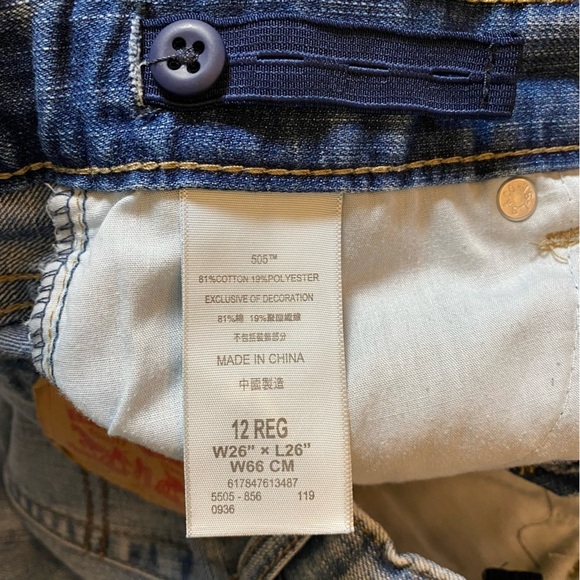 505™
81%COTTON 19%POLYESTER
EXCLUSIVE OF DECORATION
81%綿 19%聚酯纖維
不包括裝飾部分
MADE IN CHINA
中國製造
12 REG
W26" × L26"
W66 CM
617847613487
5505 - 856 119
0936